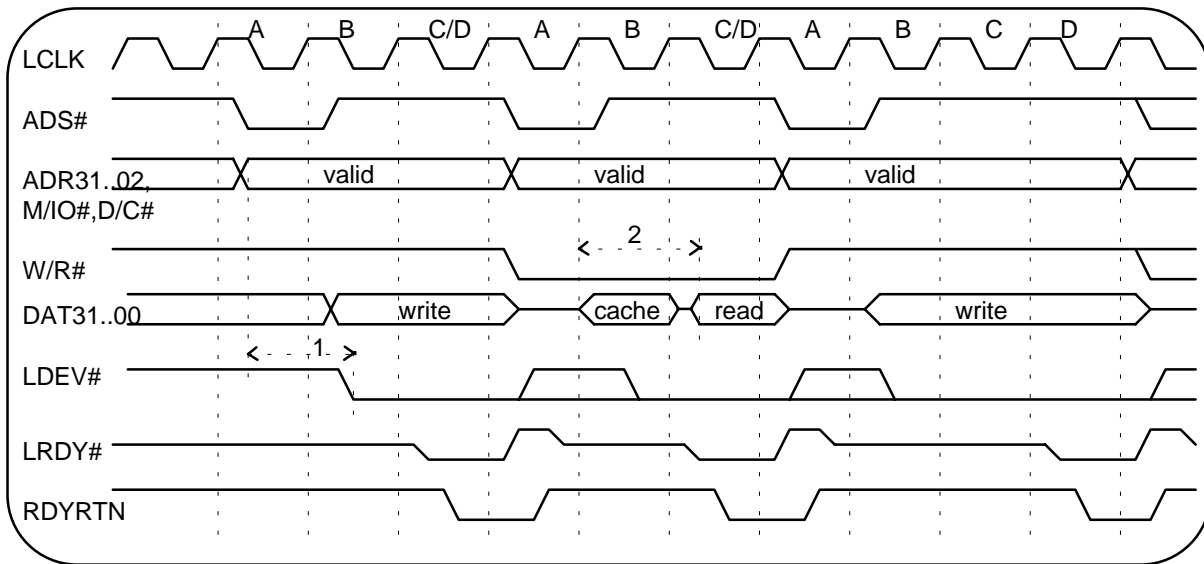 A B C/D A B C/D A B C D
LCLK
ADS#
ADR31..02, valid valid valid
M/IO#,D/C#
2
W/R#
DAT31..00 write cache read write
1
LDEV#
LRDY#
RDYRTN